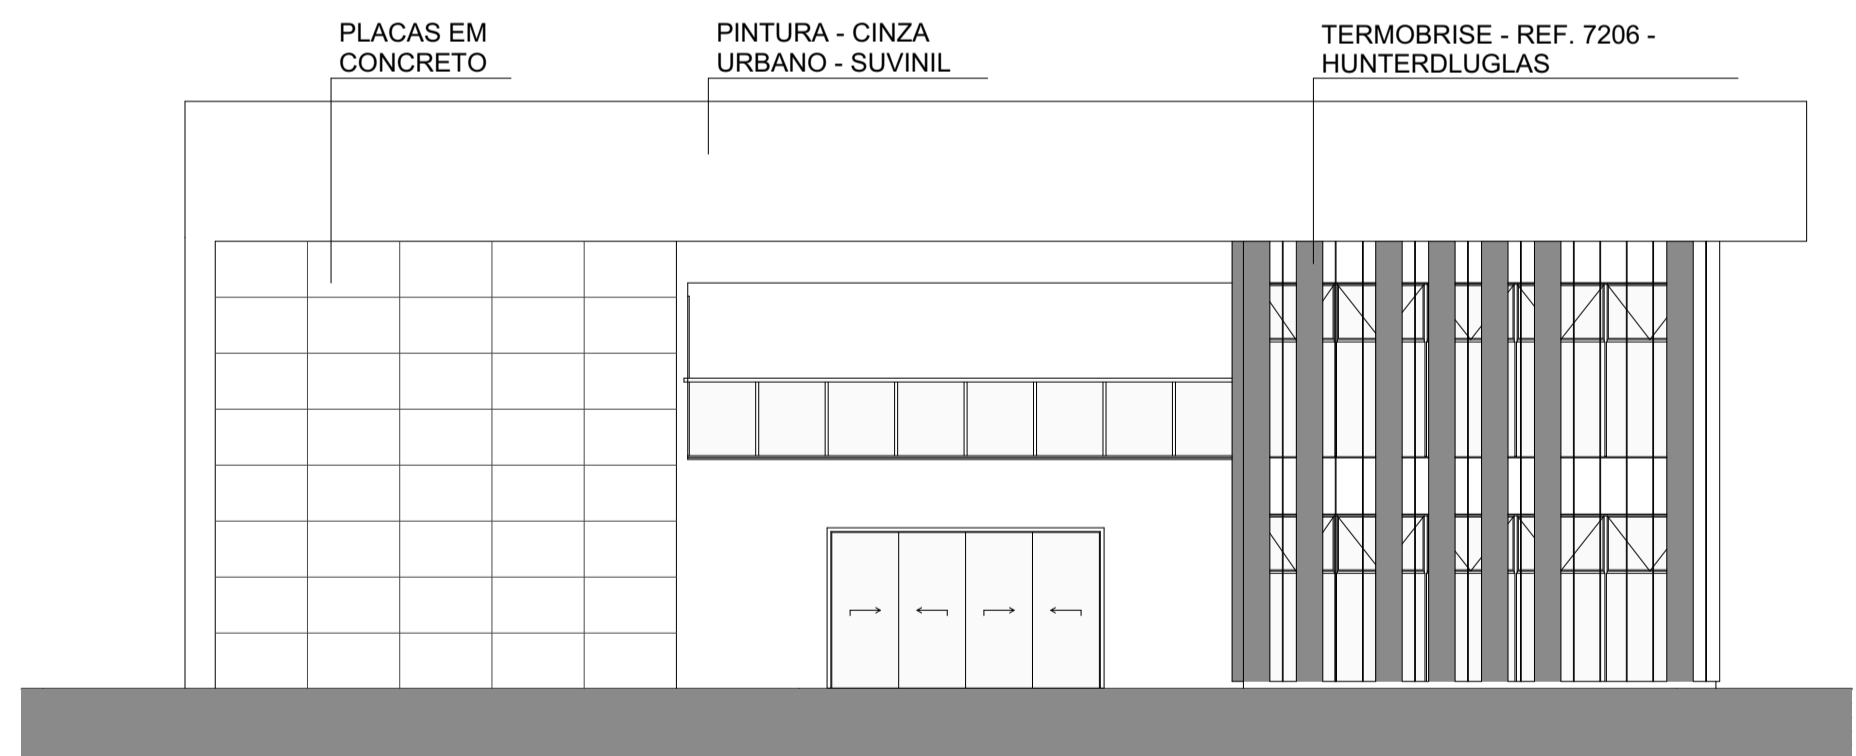 PLACAS EM
CONCRETO
PINTURA - CINZA
URBANO - SUVINIL
TERMOBRISE - REF. 7206 -
HUNTERDLUGLAS